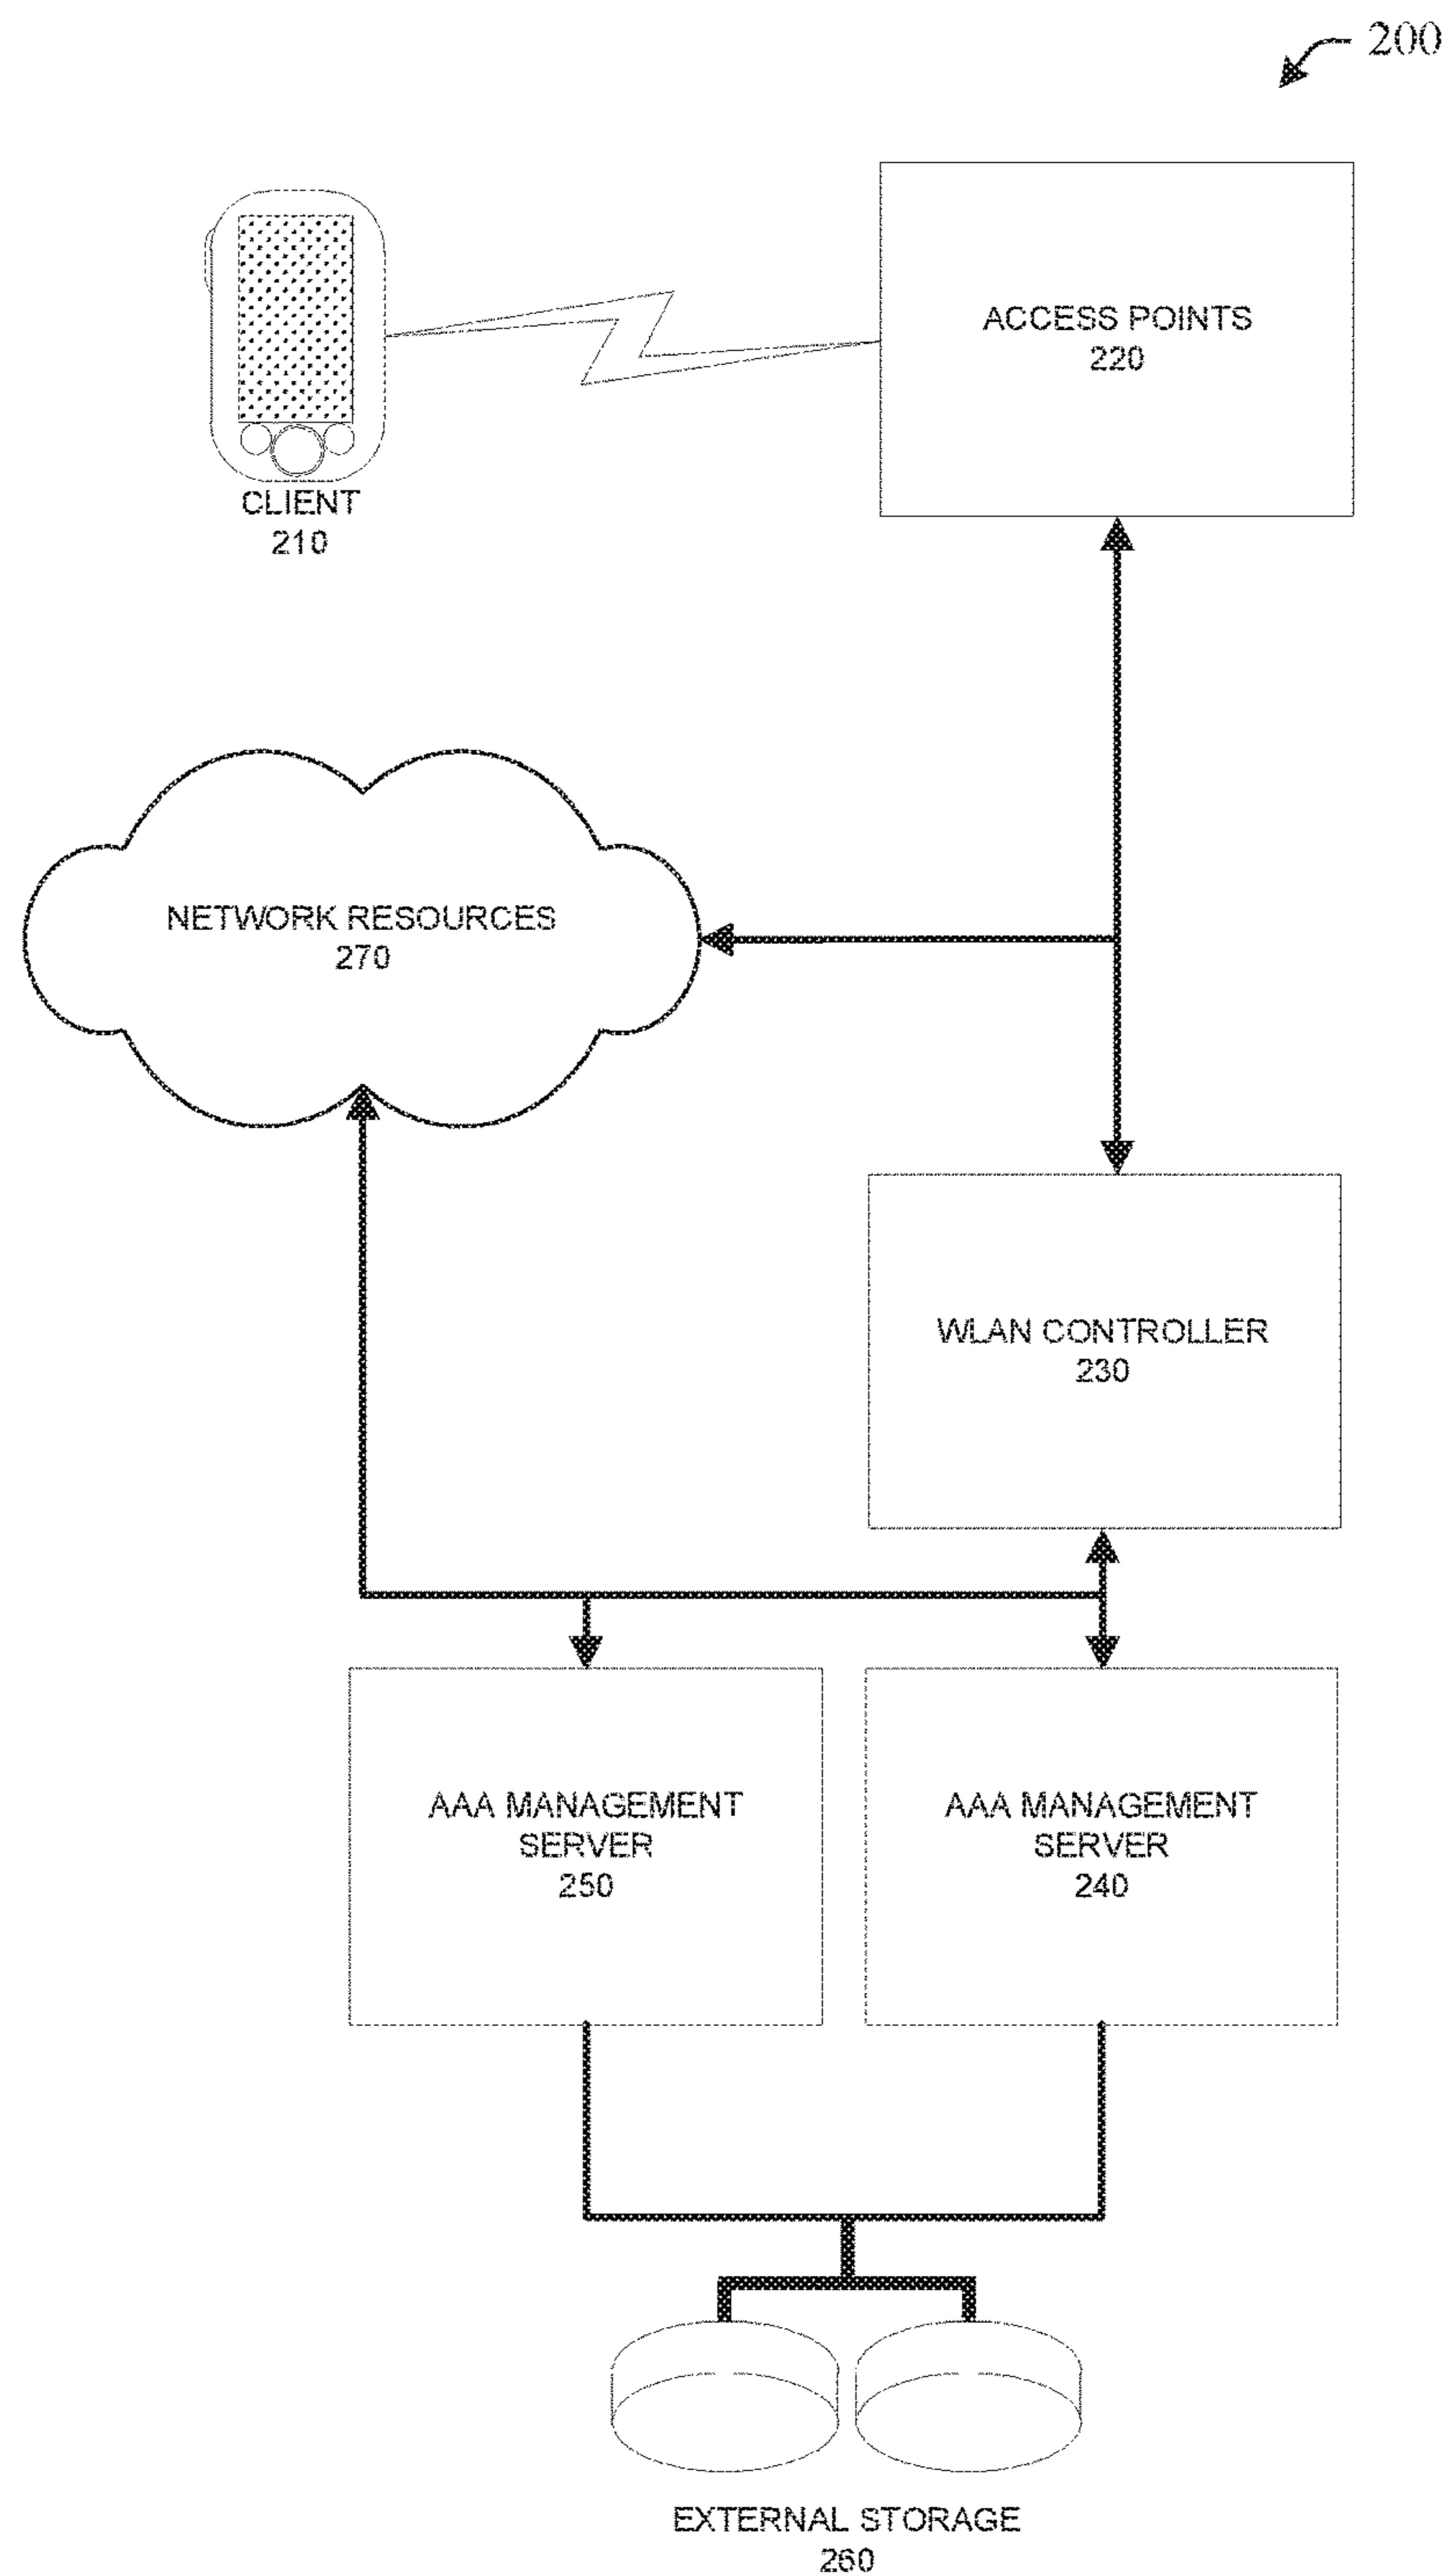 200
ACCESS POINTS
220
CLIENT
210
NETWORK RESOURCES
270
WLAN CONTROLLER
230
AAA MANAGEMENT
SERVER
250
AAA MANAGEMENT
SERVER
240
EXTERNAL STORAGE
260